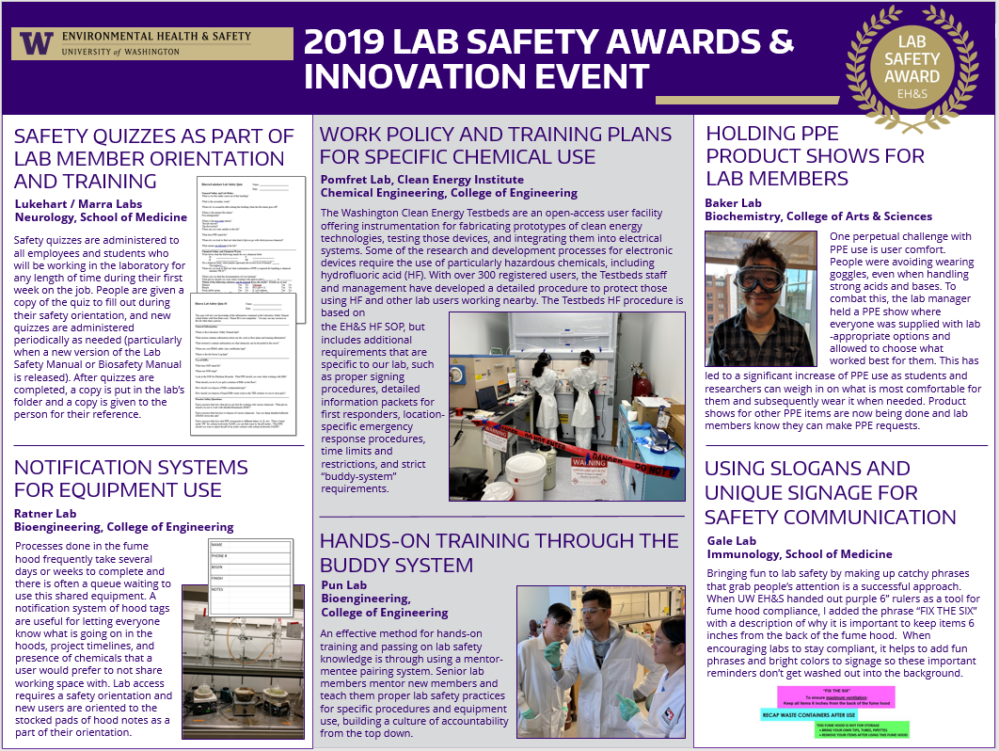 W ENVIRONMENTAL HEALTH & SAFETY
UNIVERSITY of WASHINGTON
2019 LAB SAFETY AWARDS &
INNOVATION EVENT
LAB
SAFETY
AWARD
EH&S
SAFETY QUIZZES AS PART OF
LAB MEMBER ORIENTATION
AND TRAINING
Lukehart / Marra Labs
Neurology, School of Medicine
Safety quizzes are administered to
all employees and students who
will be working in the laboratory for
any length of time during their first
week on the job. People are given a
copy of the quiz to fill out during
their safety orientation, and new
quizzes are administered
periodically as needed (particularly
when a new version of the Lab
Safety Manual or Biosafety Manual
is released). After quizzes are
completed, a copy is put in the lab's
folder and a copy is given to the
person for their reference.
NOTIFICATION SYSTEMS
FOR EQUIPMENT USE
Ratner Lab
Bioengineering, College of Engineering
Processes done in the fume
hood frequently take several
days or weeks to complete and
there is often a queue waiting to
use this shared equipment. A
notification system of hood tags
are useful for letting everyone
know what is going on in the
hoods, project timelines, and
presence of chemicals that a
user would prefer to not share
working space with. Lab access
requires a safety orientation and
new users are oriented to the
stocked pads of hood notes as a
part of their orientation.
NAME
PHONE #
BEGIN
FINISH
NOTES
WORK POLICY AND TRAINING PLANS
FOR SPECIFIC CHEMICAL USE
Pomfret Lab, Clean Energy Institute
Chemical Engineering, College of Engineering
The Washington Clean Energy Testbeds are an open-access user facility
offering instrumentation for fabricating prototypes of clean energy
technologies, testing those devices, and integrating them into electrical
systems. Some of the research and development processes for electronic
devices require the use of particularly hazardous chemicals, including
hydrofluoric acid (HF). With over 300 registered users, the Testbeds staff
and management have developed a detailed procedure to protect those
using HF and other lab users working nearby. The Testbeds HF procedure is
based on
the EH&S HF SOP, but
includes additional
requirements that are
specific to our lab, such
as proper signing
procedures, detailed
information packets for
first responders, location-
specific emergency
response procedures,
time limits and
restrictions, and strict
"buddy-system"
requirements.
DANGER
DO NOT
WARNING
HANDS-ON TRAINING THROUGH THE
BUDDY SYSTEM
Pun Lab
Bioengineering,
College of Engineering
An effective method for hands-on
training and passing on lab safety
knowledge is through using a mentor-
mentee pairing system. Senior lab
members mentor new members and
teach them proper lab safety practices
for specific procedures and equipment
use, building a culture of accountability
from the top down.
HOLDING PPE
PRODUCT SHOWS FOR
LAB MEMBERS
Baker Lab
Biochemistry, College of Arts & Sciences
One perpetual challenge with
PPE use is user comfort.
People were avoiding wearing
goggles, even when handling
strong acids and bases. To
combat this, the lab manager
held a PPE show where
everyone was supplied with lab
-appropriate options and
allowed to choose what
worked best for them. This has
led to a significant increase of PPE use as students and
researchers can weigh in on what is most comfortable for
them and subsequently wear it when needed. Product
shows for other PPE items are now being done and lab
members know they can make PPE requests.
USING SLOGANS AND
UNIQUE SIGNAGE FOR
SAFETY COMMUNICATION
Gale Lab
Immunology, School of Medicine
Bringing fun to lab safety by making up catchy phrases
that grab people's attention is a successful approach.
When UW EH&S handed out purple 6" rulers as a tool for
fume hood compliance, I added the phrase "FIX THE SIX"
with a description of why it is important to keep items 6
inches from the back of the fume hood. When
encouraging labs to stay compliant, it helps to add fun
phrases and bright colors to signage so these important
reminders don't get washed out into the background.
"FIX THE SIX"
To ensure maximum ventilation:
Keep all items 6 inches from the back of the fume hood
RECAP WASTE CONTAINERS AFTER USE
THIS FUME HOOD IS NOT FOR STORAGE
• BRING YOUR OWN TIPS, TUBES, PIPETTES
• REMOVE YOUR ITEMS AFTER USING THIS FUME HOOD